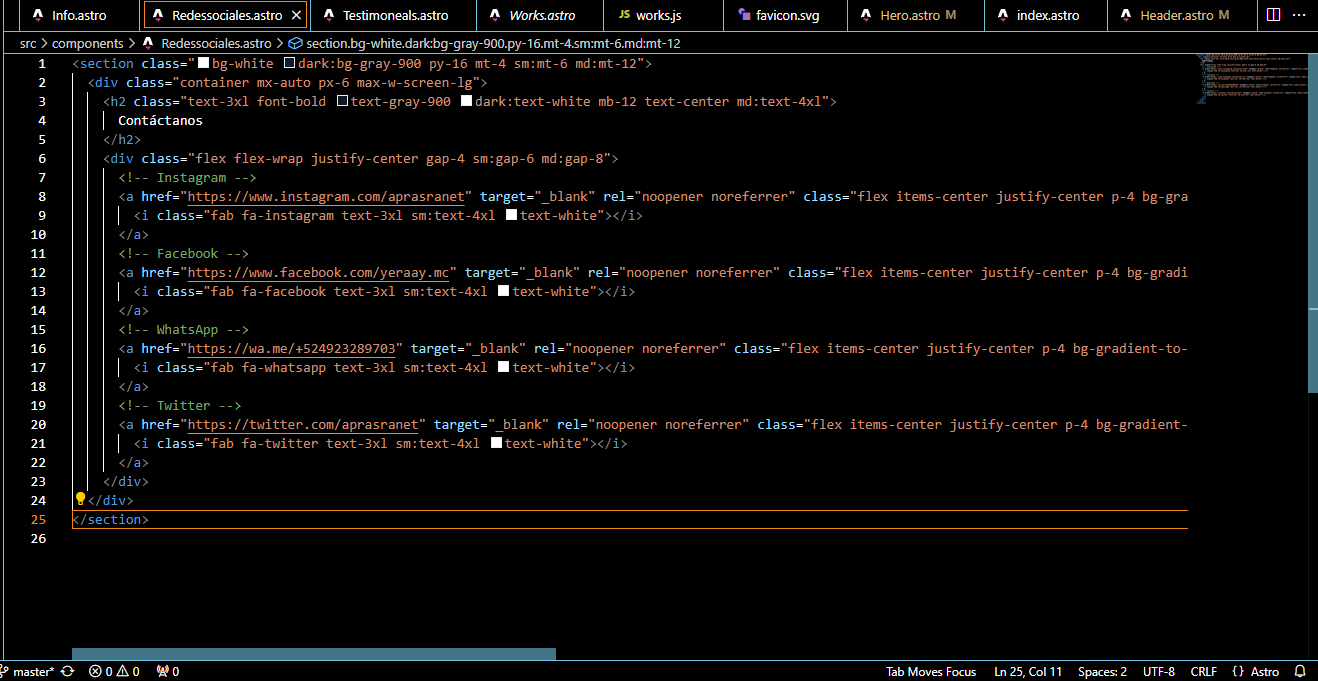 Info.astro Redessociales.astro Testimoneals.astro Works.astro JS works.js favicon.svg Hero.astro M index.astro Header.astro M ...
src > components > Redessociales.astro > section.bg-white.dark:bg-gray-900.py-16.mt-4.sm:mt-6.md:mt-12
1 <section class="bg-white dark:bg-gray-900 py-16 mt-4 sm:mt-6 md:mt-12">
2 <div class="container mx-auto px-6 max-w-screen-lg">
3 <h2 class="text-3xl font-bold text-gray-900 dark:text-white mb-12 text-center md:text-4xl">
4 Contáctanos
5 </h2>
6 <div class="flex flex-wrap justify-center gap-4 sm:gap-6 md:gap-8">
7 <!-- Instagram -->
8 <a href="https://www.instagram.com/aprasranet" target="_blank" rel="noopener noreferrer" class="flex items-center justify-center p-4 bg-gra
9 <i class="fab fa-instagram text-3xl sm:text-4xl text-white"></i>
10 </a>
11 <!-- Facebook -->
12 <a href="https://www.facebook.com/yeraay.mc" target="_blank" rel="noopener noreferrer" class="flex items-center justify-center p-4 bg-gradi
13 <i class="fab fa-facebook text-3xl sm:text-4xl text-white"></i>
14 </a>
15 <!-- WhatsApp -->
16 <a href="https://wa.me/+524923289703" target="_blank" rel="noopener noreferrer" class="flex items-center justify-center p-4 bg-gradient-to-
17 <i class="fab fa-whatsapp text-3xl sm:text-4xl text-white"></i>
18 </a>
19 <!-- Twitter -->
20 <a href="https://twitter.com/aprasranet" target="_blank" rel="noopener noreferrer" class="flex items-center justify-center p-4 bg-gradient-
21 <i class="fab fa-twitter text-3xl sm:text-4xl text-white"></i>
22 </a>
23 </div>
24 </div>
25 </section>
26
master* 0 0 0 Tab Moves Focus Ln 25, Col 11 Spaces: 2 UTF-8 CRLF {} Astro